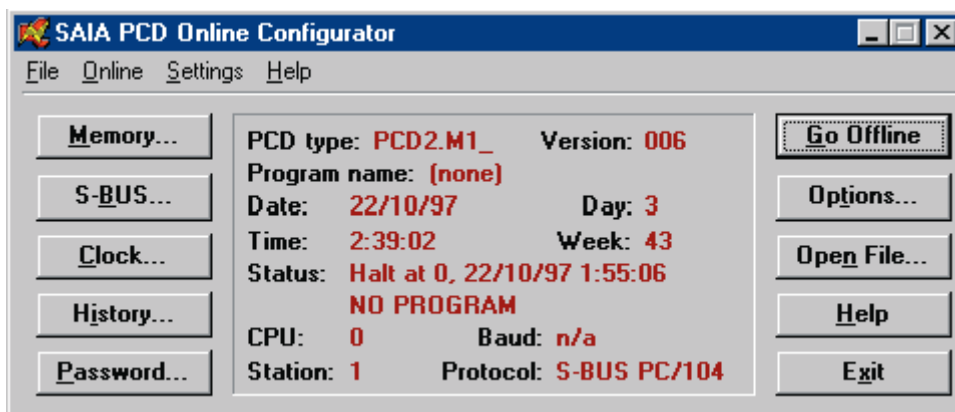 SAIA PCD Online Configurator
File Online Settings Help
Memory...
S-BUS...
Clock...
History...
Password...
PCD type: PCD2.M1_ Version: 006
Program name: (none)
Date: 22/10/97 Day: 3
Time: 2:39:02 Week: 43
Status: Halt at 0, 22/10/97 1:55:06
NO PROGRAM
CPU: 0 Baud: n/a
Station: 1 Protocol: S-BUS PC/104
Go Offline
Options...
Open File...
Help
Exit